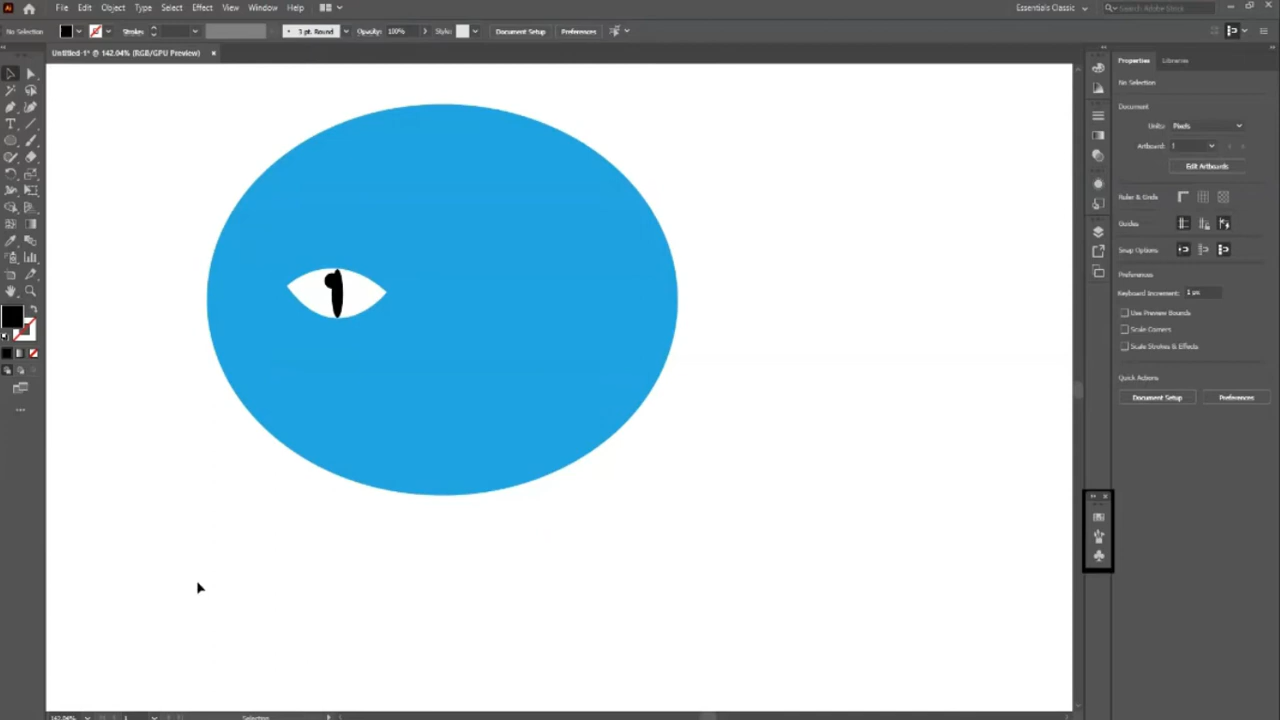 Ai File Edit Object Type Select Effect View Window Help Essentials Classic Search Adobe Stock
No Selection Stroke: 3 pt. Round Opacity: 100% Style: Document Setup Preferences
Untitled-1* @ 142.04% (RGB/GPU Preview) ×
Properties Libraries
No Selection
Document
Units: Pixels
Artboard: 1
Edit Artboards
Ruler & Grids
Guides
Snap Options
Preferences
Keyboard Increment: 1 px
Use Preview Bounds
Scale Corners
Scale Strokes & Effects
Quick Actions
Document Setup Preferences
142.04% 1 Selection